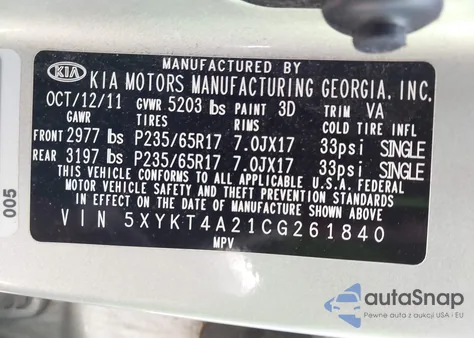 MANUFACTURED BY
KIA KIA MOTORS MANUFACTURING GEORGIA, INC.
OCT/12/11 GVWR 5203 lbs PAINT 3D TRIM VA
GAWR TIRES RIMS COLD TIRE INFL
FRONT 2977 lbs P235/65R17 7.0JX17 33psi SINGLE
REAR 3197 lbs P235/65R17 7.0JX17 33psi SINGLE
THIS VEHICLE CONFORMS TO ALL APPLICABLE U.S.A. FEDERAL
MOTOR VEHICLE SAFETY AND THEFT PREVENTION STANDARDS
IN EFFECT ON THE DATE OF MANUFACTURE SHOWN ABOVE
VIN 5XYKT4A21CG261840
MPV
005
autoSnap
Pewne auta z aukcji USA i EU